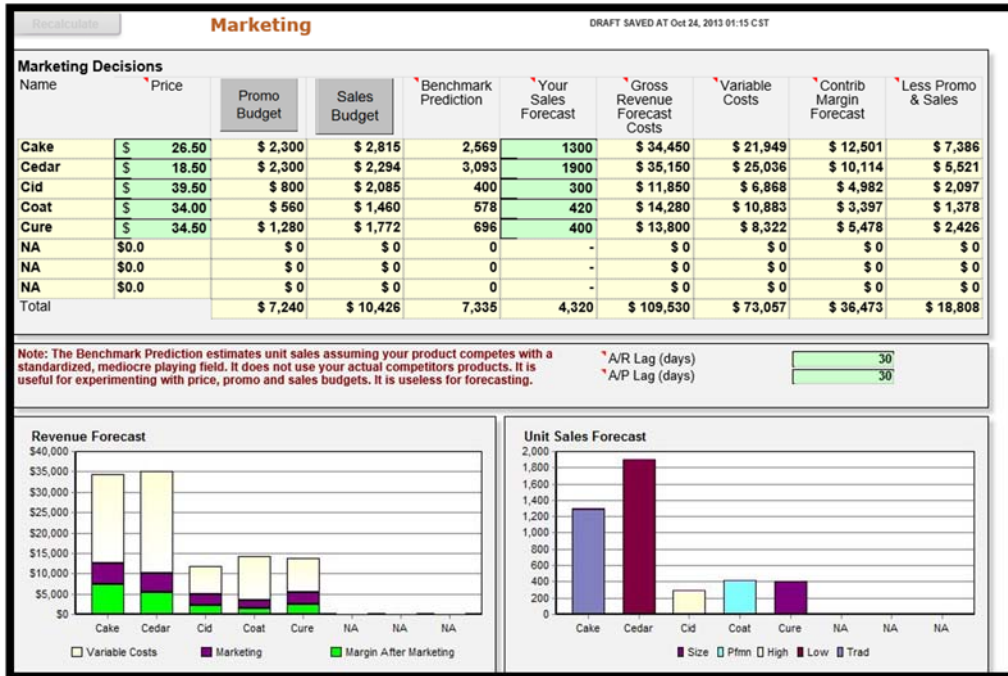 Recalculate
Marketing
DRAFT SAVED AT Oct 24, 2013 01:15 CST
Marketing Decisions
Name Price Promo Budget Sales Budget Benchmark Prediction Your Sales Forecast Gross Revenue Forecast Costs Variable Costs Contrib Margin Forecast Less Promo & Sales
Cake $ 26.50 $ 2,300 $ 2,815 2,569 1300 $ 34,450 $ 21,949 $ 12,501 $ 7,386
Cedar $ 18.50 $ 2,300 $ 2,294 3,093 1900 $ 35,150 $ 25,036 $ 10,114 $ 5,521
Cid $ 39.50 $ 800 $ 2,085 400 300 $ 11,850 $ 6,868 $ 4,982 $ 2,097
Coat $ 34.00 $ 560 $ 1,460 578 420 $ 14,280 $ 10,883 $ 3,397 $ 1,378
Cure $ 34.50 $ 1,280 $ 1,772 696 400 $ 13,800 $ 8,322 $ 5,478 $ 2,426
NA $0.0 $ 0 $ 0 0 - $ 0 $ 0 $ 0 $ 0
NA $0.0 $ 0 $ 0 0 - $ 0 $ 0 $ 0 $ 0
NA $0.0 $ 0 $ 0 0 - $ 0 $ 0 $ 0 $ 0
Total $ 7,240 $ 10,426 7,335 4,320 $ 109,530 $ 73,057 $ 36,473 $ 18,808
Note: The Benchmark Prediction estimates unit sales assuming your product competes with a
standardized, mediocre playing field. It does not use your actual competitors products. It is
useful for experimenting with price, promo and sales budgets. It is useless for forecasting.
A/R Lag (days) 30
A/P Lag (days) 30
Revenue Forecast
$40,000
$35,000
$30,000
$25,000
$20,000
$15,000
$10,000
$5,000
$0
Cake Cedar Cid Coat Cure NA NA NA
Variable Costs Marketing Margin After Marketing
Unit Sales Forecast
2,000
1,800
1,600
1,400
1,200
1,000
800
600
400
200
0
Cake Cedar Cid Coat Cure NA NA NA
Size Pfmn High Low Trad